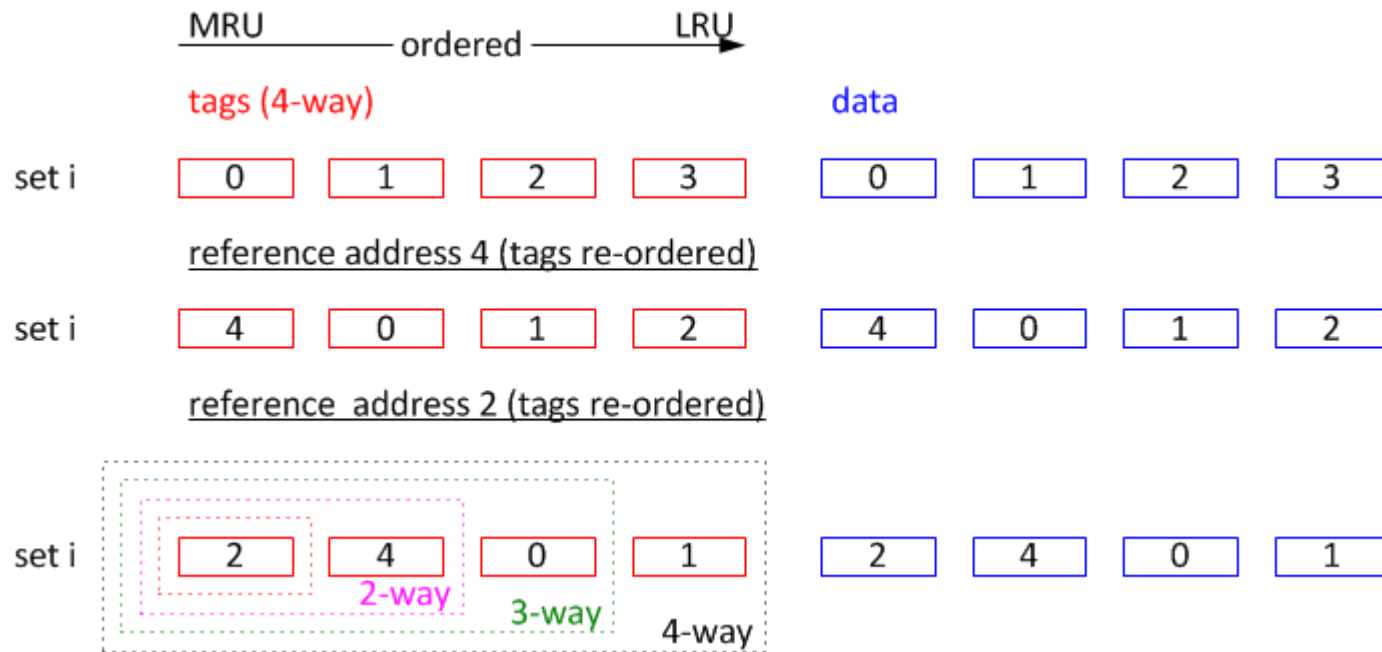 MRU LRU
ordered
tags (4-way) data
set i 0 1 2 3 0 1 2 3
reference address 4 (tags re-ordered)
set i 4 0 1 2 4 0 1 2
reference address 2 (tags re-ordered)
set i 2 4 0 1 2 4 0 1
2-way
3-way
4-way